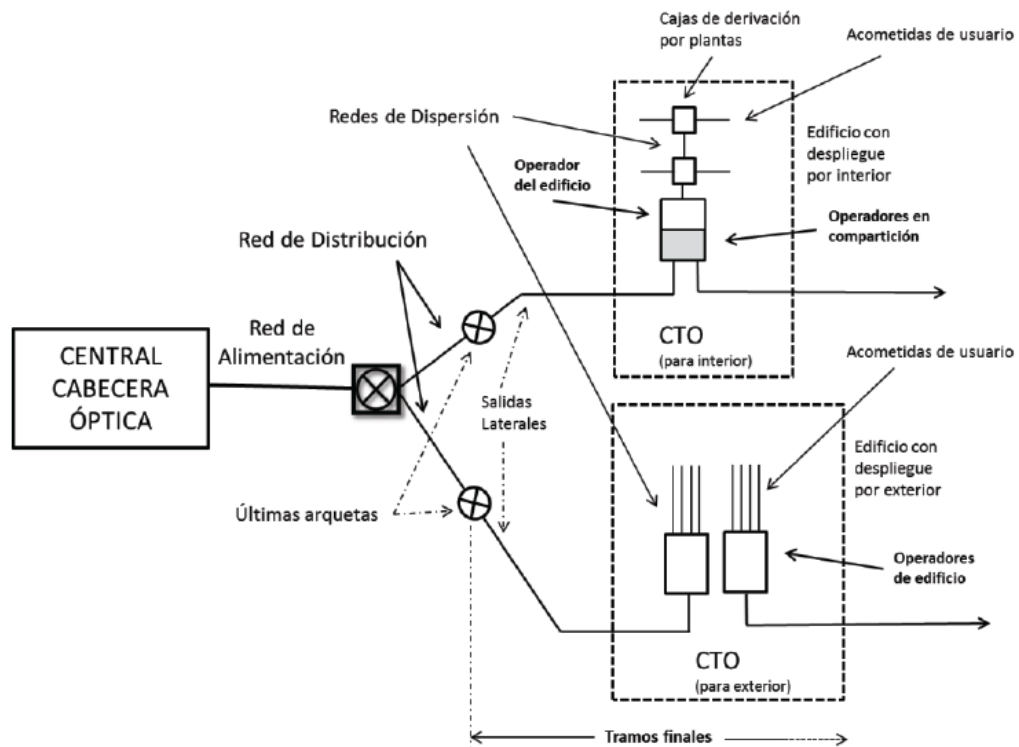 Cajas de derivación
por plantas
Acometidas de usuario
Redes de Dispersión
Edificio con
despliegue
por interior
Operador
del edificio
Operadores en
compartición
Red de Distribución
CTO
(para interior)
Red de
Alimentación
CENTRAL
CABECERA
ÓPTICA
Acometidas de usuario
Salidas
Laterales
Edificio con
despliegue
por exterior
Últimas arquetas
Operadores
de edificio
CTO
(para exterior)
Tramos finales